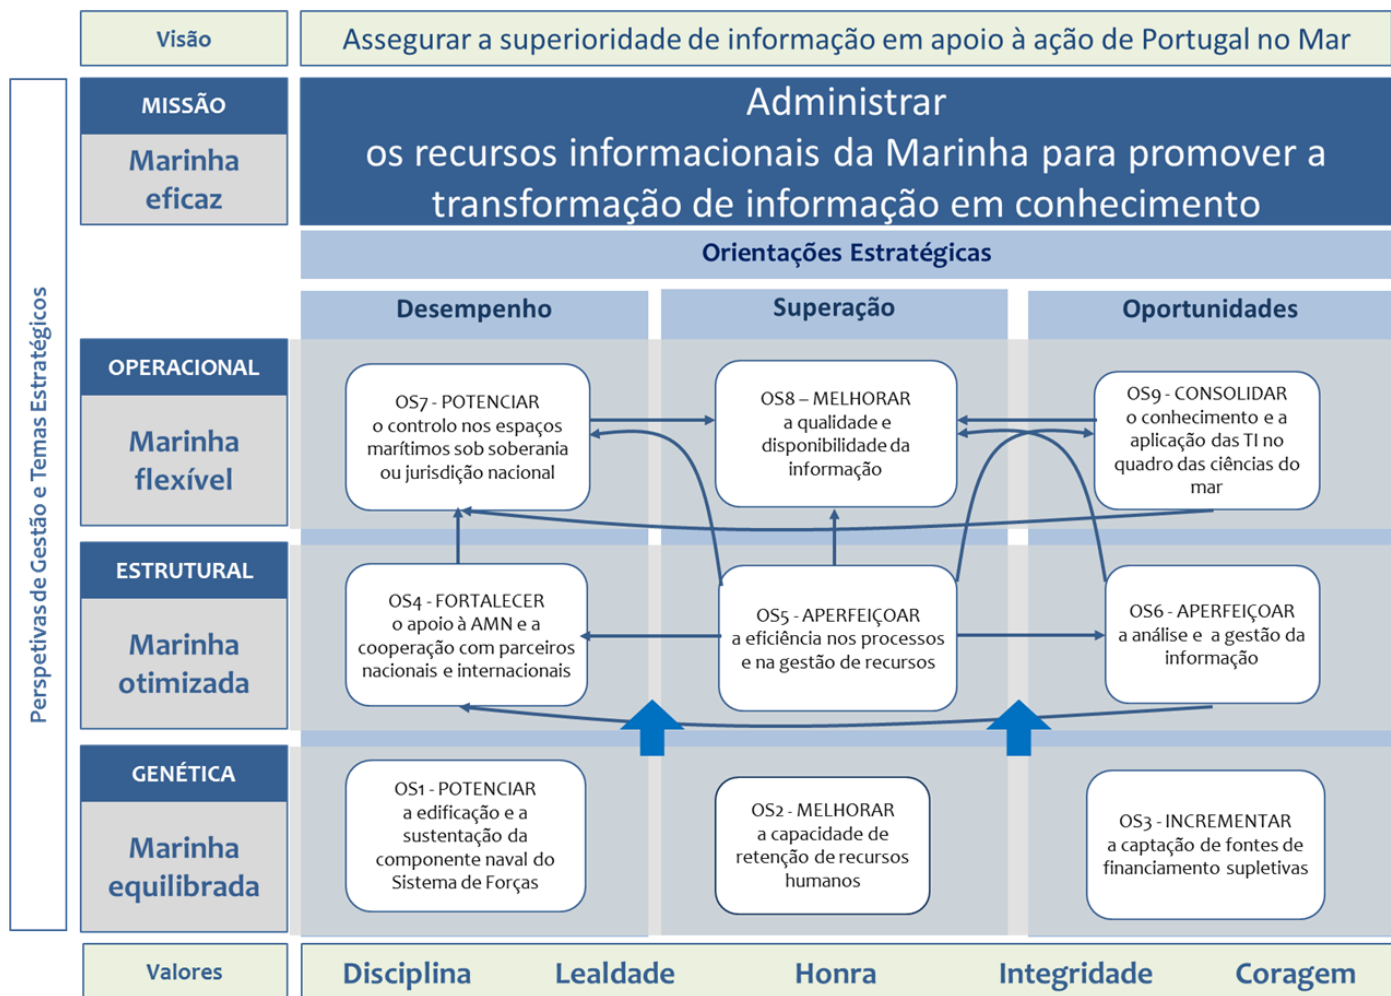 Visão
Assegurar a superioridade de informação em apoio à ação de Portugal no Mar
Perspetivas de Gestão e Temas Estratégicos
MISSÃO
Marinha
eficaz
Administrar
os recursos informacionais da Marinha para promover a
transformação de informação em conhecimento
Orientações Estratégicas
Desempenho
Superação
Oportunidades
OPERACIONAL
Marinha
flexível
OS7 - POTENCIAR
o controlo nos espaços
marítimos sob soberania
ou jurisdição nacional
OS8 – MELHORAR
a qualidade e
disponibilidade da
informação
OS9 - CONSOLIDAR
o conhecimento e a
aplicação das TI no
quadro das ciências do
mar
ESTRUTURAL
Marinha
otimizada
OS4 - FORTALECER
o apoio à AMN e a
cooperação com parceiros
nacionais e internacionais
OS5 - APERFEIÇOAR
a eficiência nos processos
e na gestão de recursos
OS6 - APERFEIÇOAR
a análise e a gestão da
informação
GENÉTICA
Marinha
equilibrada
OS1 - POTENCIAR
a edificação e a
sustentação da
componente naval do
Sistema de Forças
OS2 - MELHORAR
a capacidade de
retenção de recursos
humanos
OS3 - INCREMENTAR
a captação de fontes de
financiamento supletivas
Valores
Disciplina
Lealdade
Honra
Integridade
Coragem